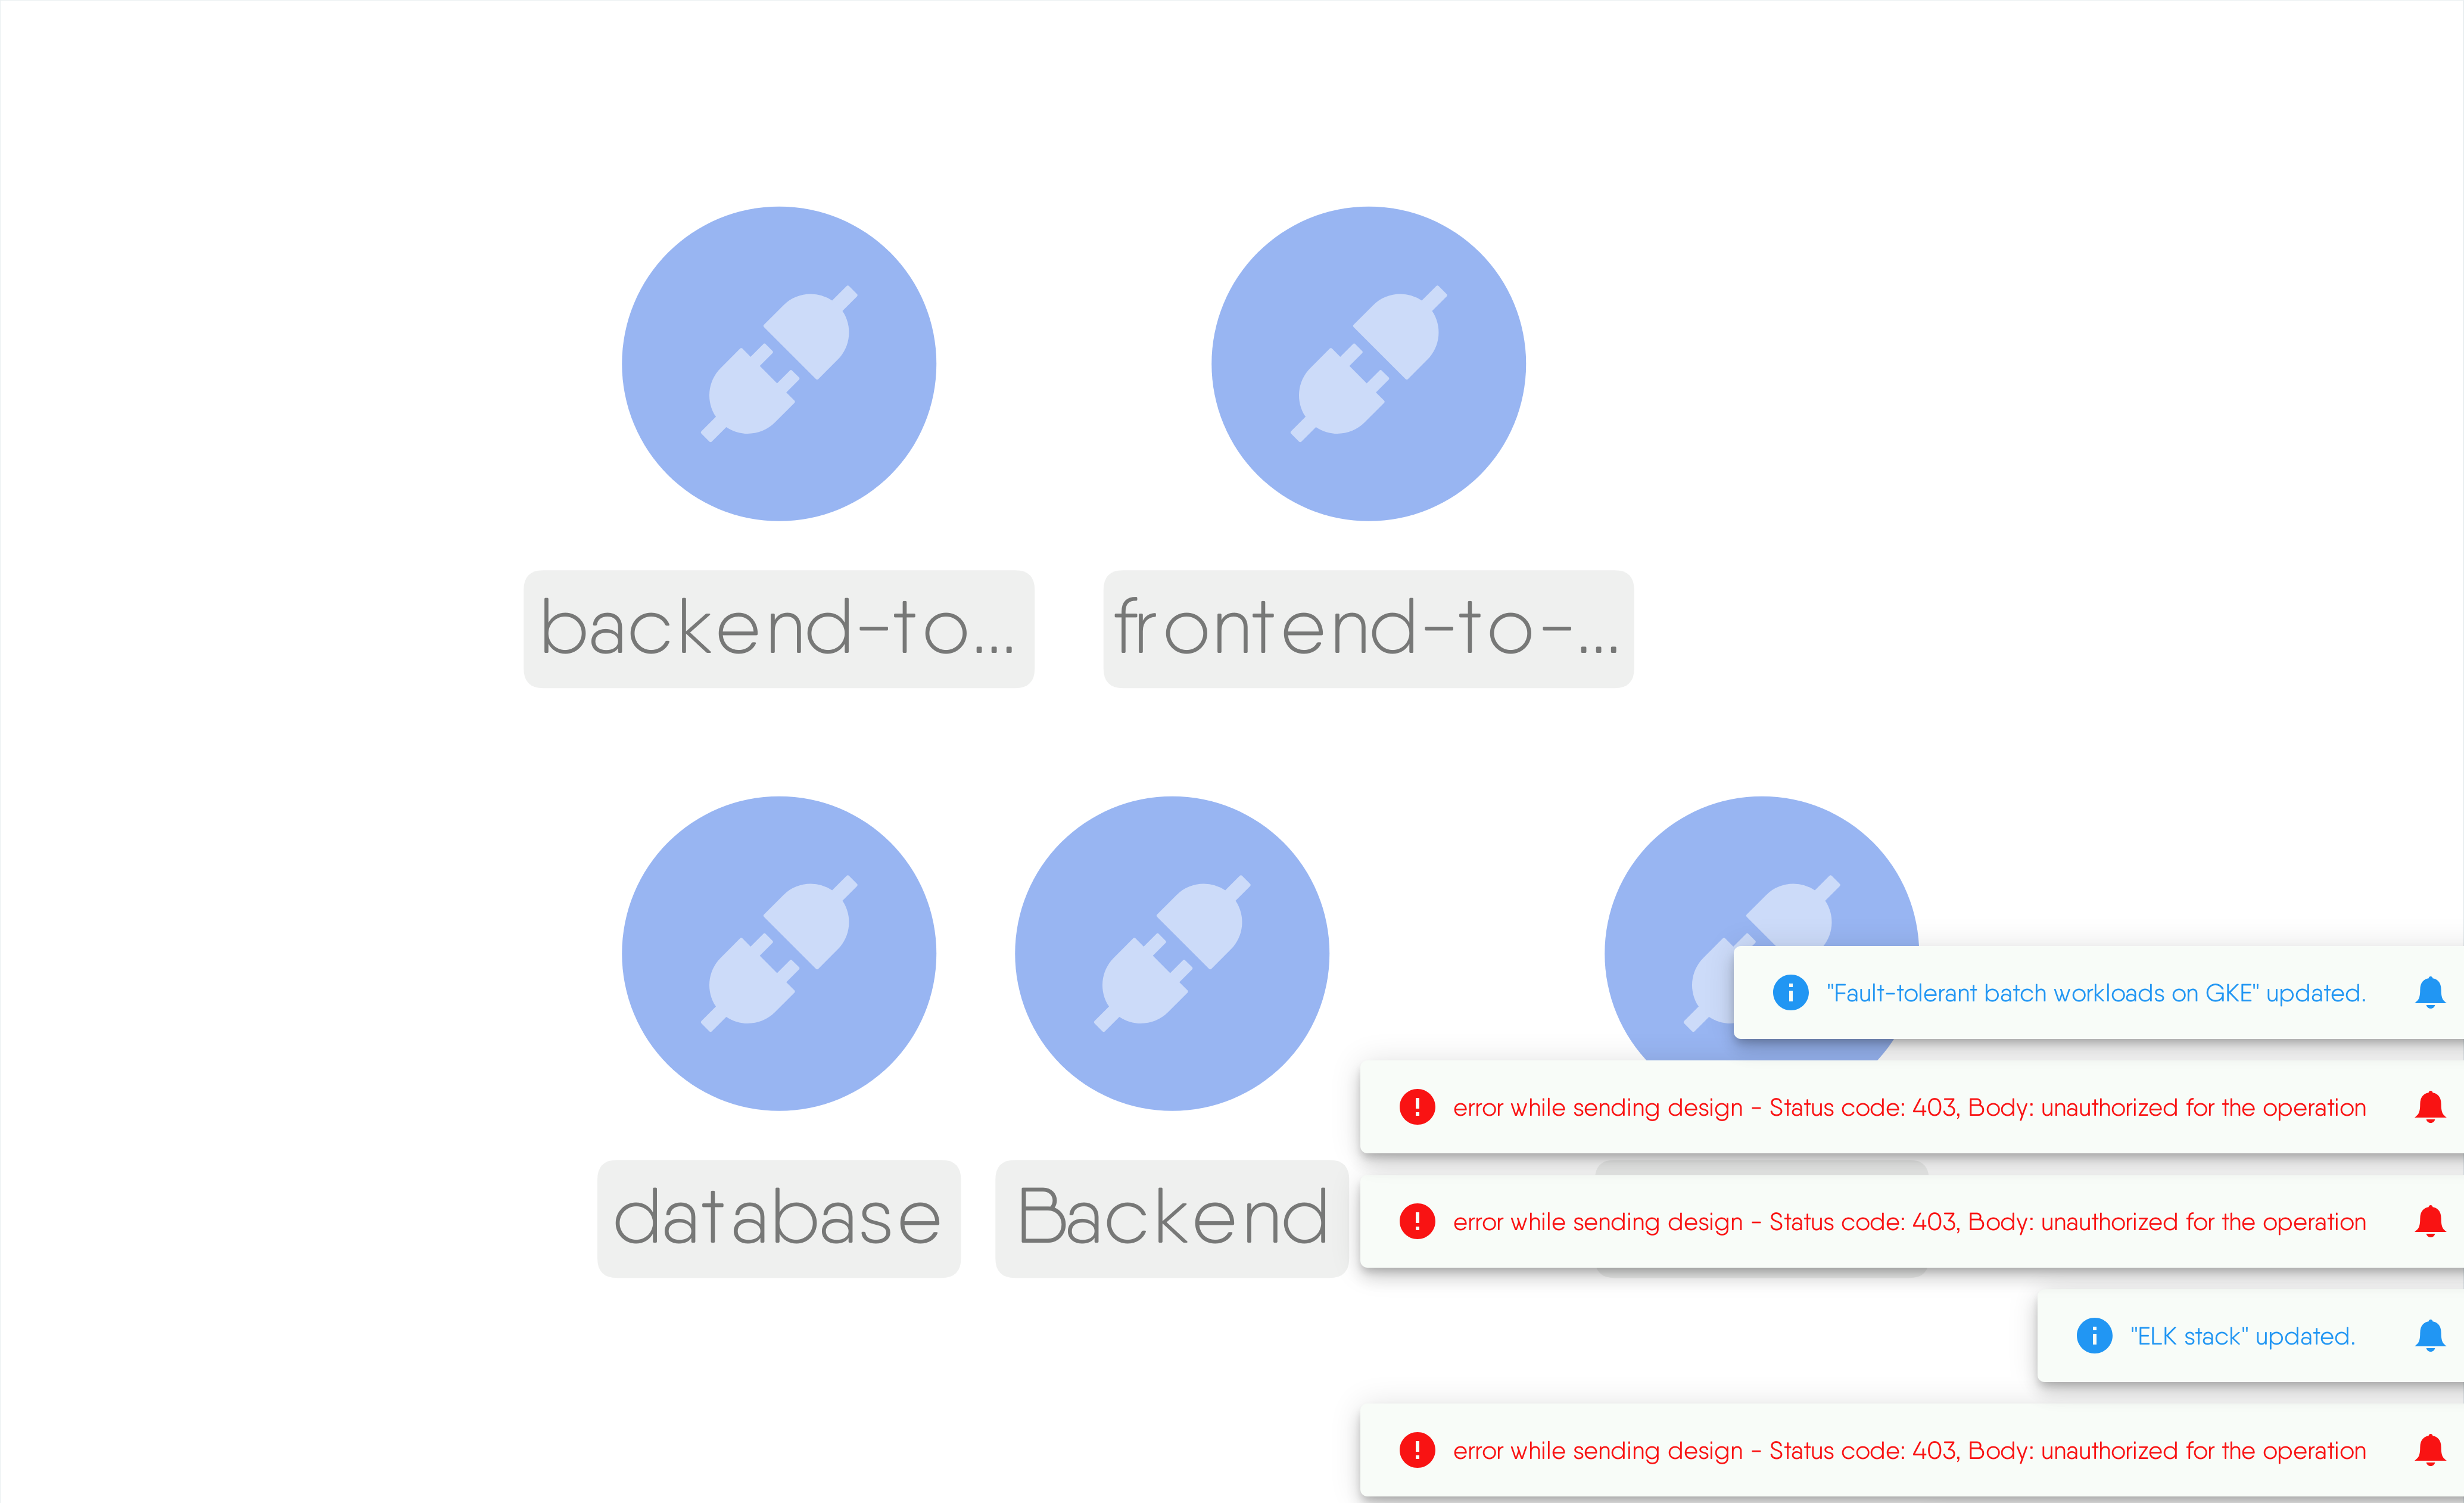 backend-to...
frontend-to-...
database
Backend
"Fault-tolerant batch workloads on GKE" updated.
error while sending design - Status code: 403, Body: unauthorized for the operation
error while sending design - Status code: 403, Body: unauthorized for the operation
"ELK stack" updated.
error while sending design - Status code: 403, Body: unauthorized for the operation